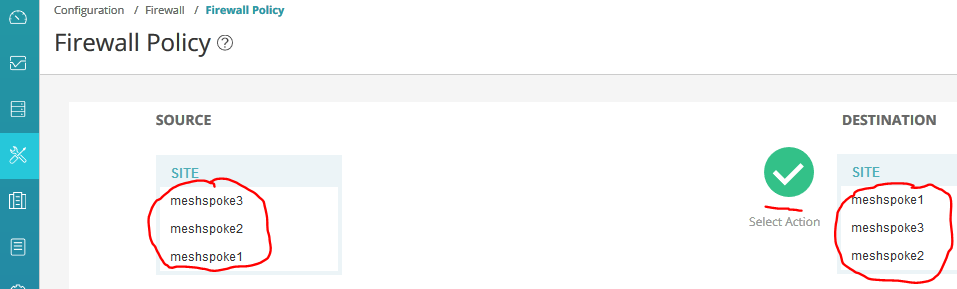 Configuration / Firewall / Firewall Policy
Firewall Policy ?
SOURCE
DESTINATION
SITE
meshspoke3
meshspoke2
meshspoke1
Select Action
SITE
meshspoke1
meshspoke3
meshspoke2